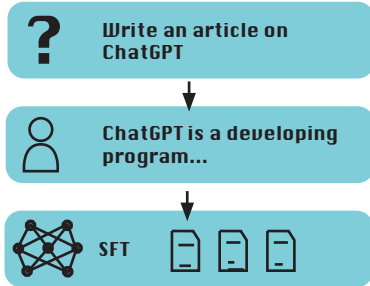 ?
Write an article on
ChatGPT
ChatGPT is a developing
program...
SFT